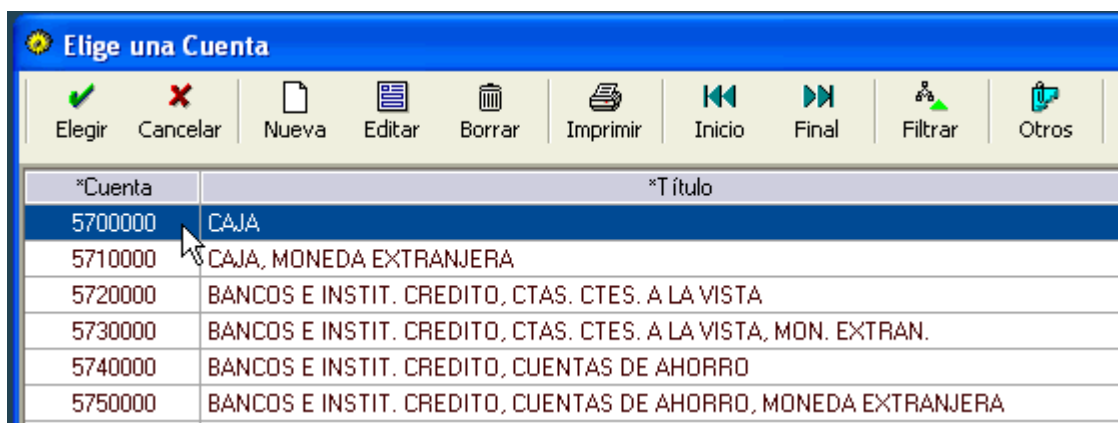 Elige una Cuenta
Elegir Cancelar Nueva Editar Borrar Imprimir Inicio Final Filtrar Otros
*Cuenta *Título
5700000 CAJA
5710000 CAJA, MONEDA EXTRANJERA
5720000 BANCOS E INSTIT. CREDITO, CTAS. CTES. A LA VISTA
5730000 BANCOS E INSTIT. CREDITO, CTAS. CTES. A LA VISTA, MON. EXTRAN.
5740000 BANCOS E INSTIT. CREDITO, CUENTAS DE AHORRO
5750000 BANCOS E INSTIT. CREDITO, CUENTAS DE AHORRO, MONEDA EXTRANJERA